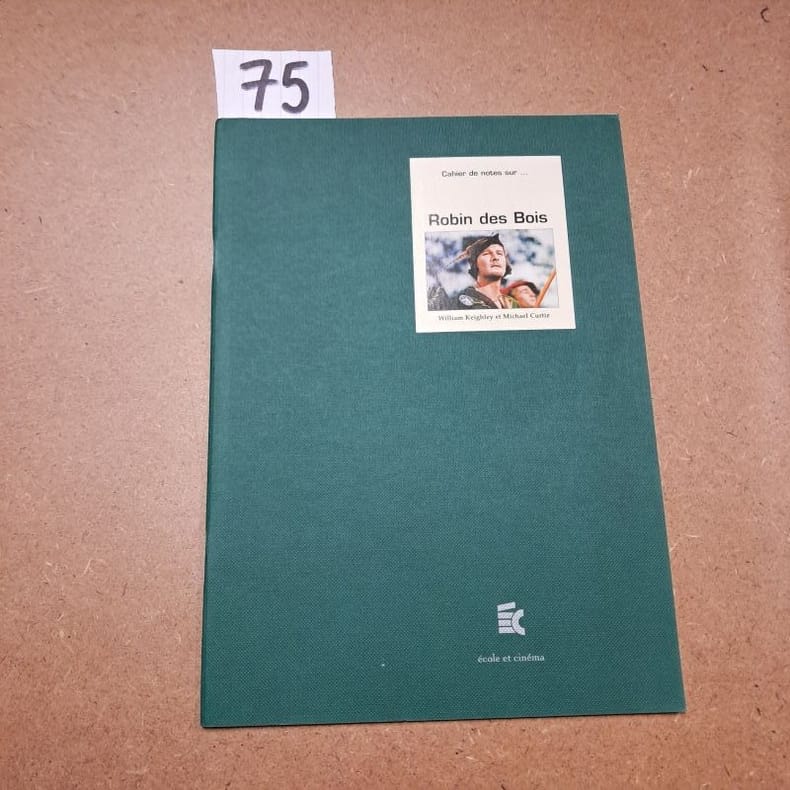 75
Cahier de notes sur ...
Robin des Bois
William Keighley et Michael Curtiz
EC
école et cinéma